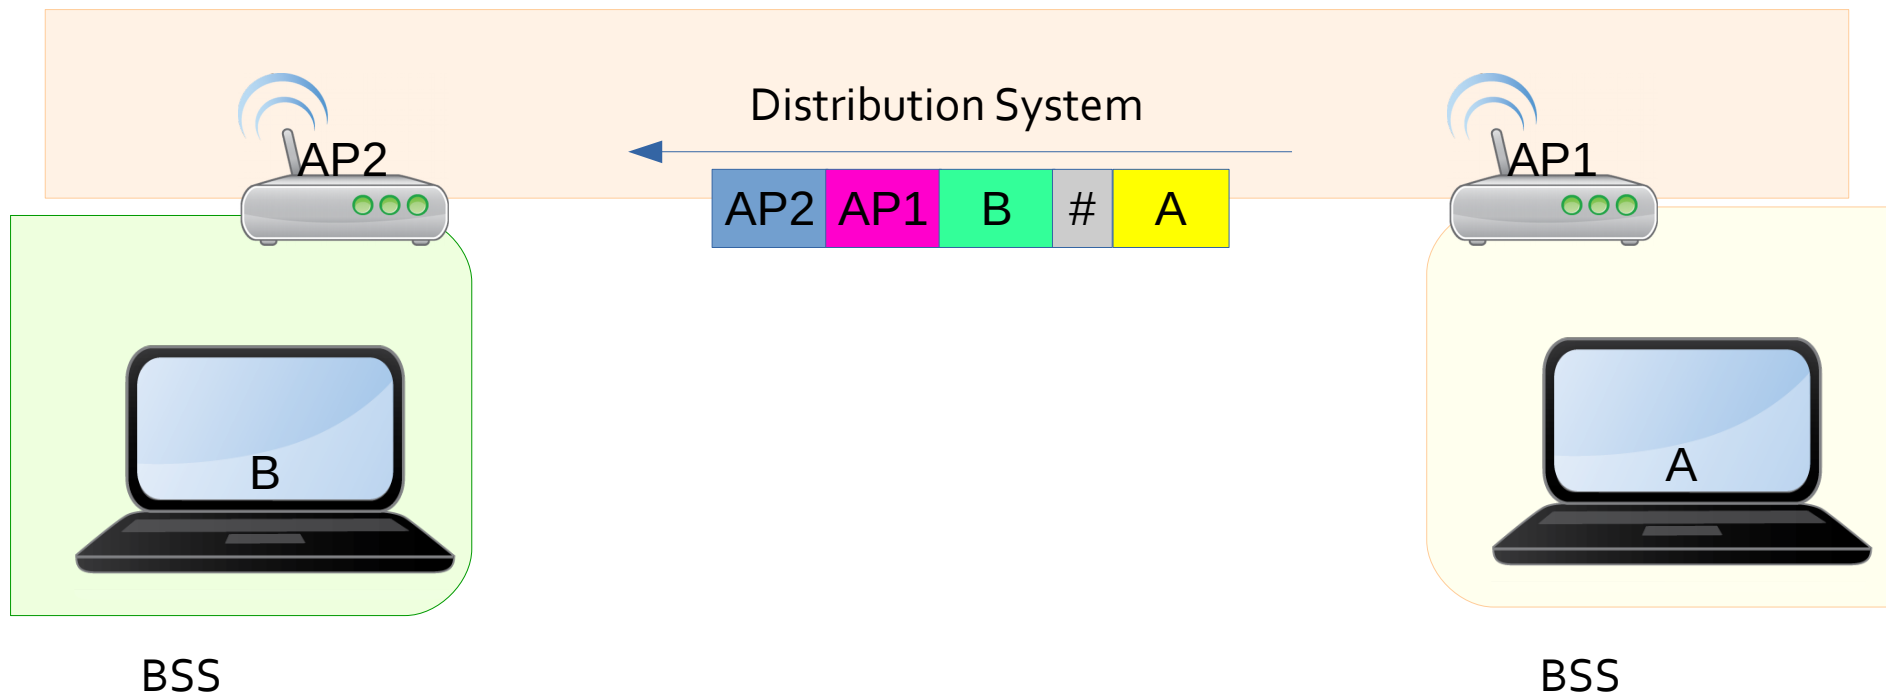 Distribution System
AP2
AP1
AP2 AP1 B # A
B
A
BSS
BSS